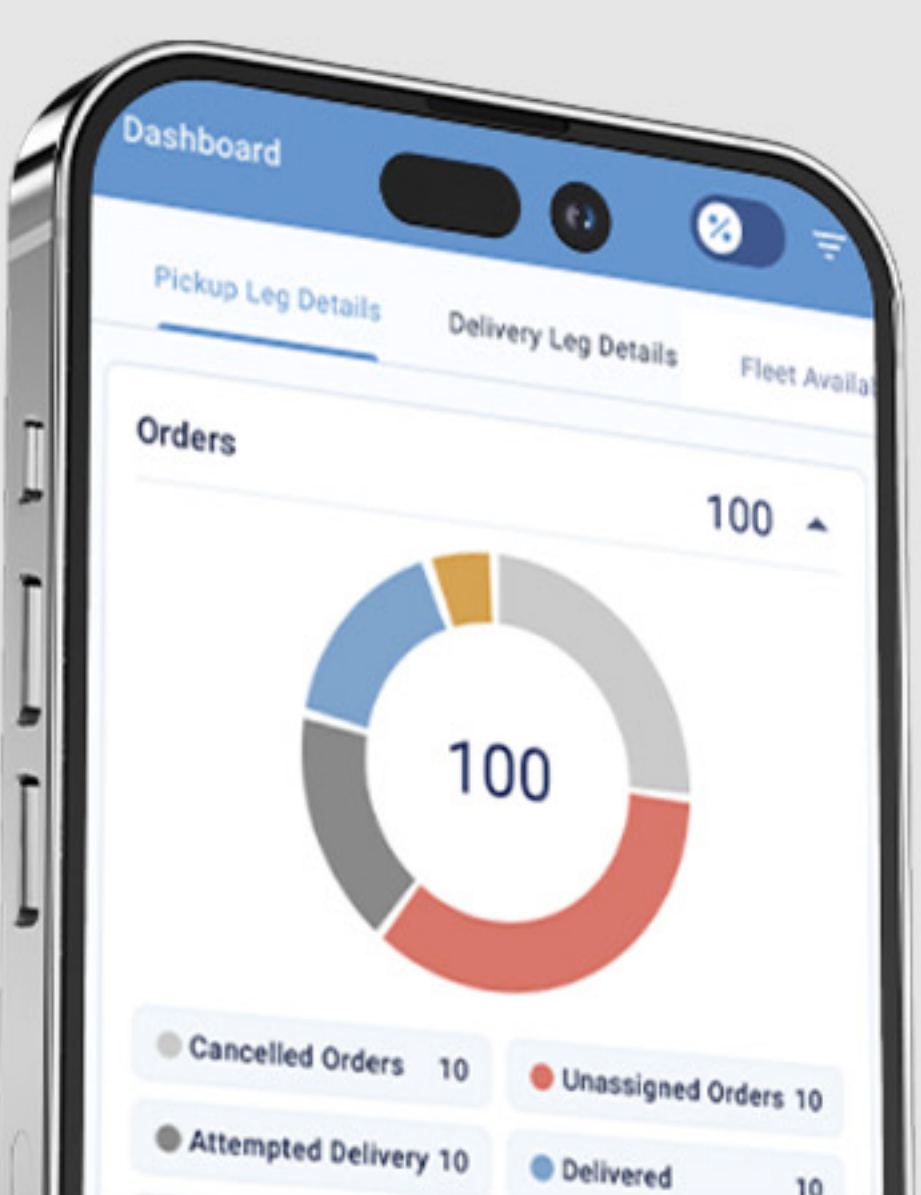 Dashboard
%
Pickup Leg Details
Delivery Leg Details
Fleet
Orders
100
100
Cancelled Orders 10
Unassigned Orders 10
Attempted Delivery 10
Delivered 10